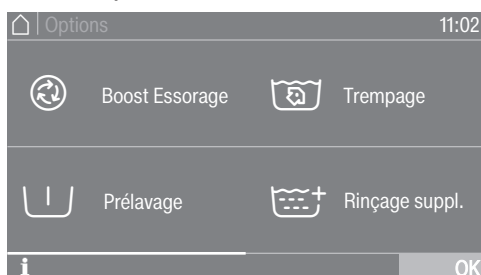 Options 11:02
Boost Essorage Trempage
Prélavage Rinçage suppl.
i OK